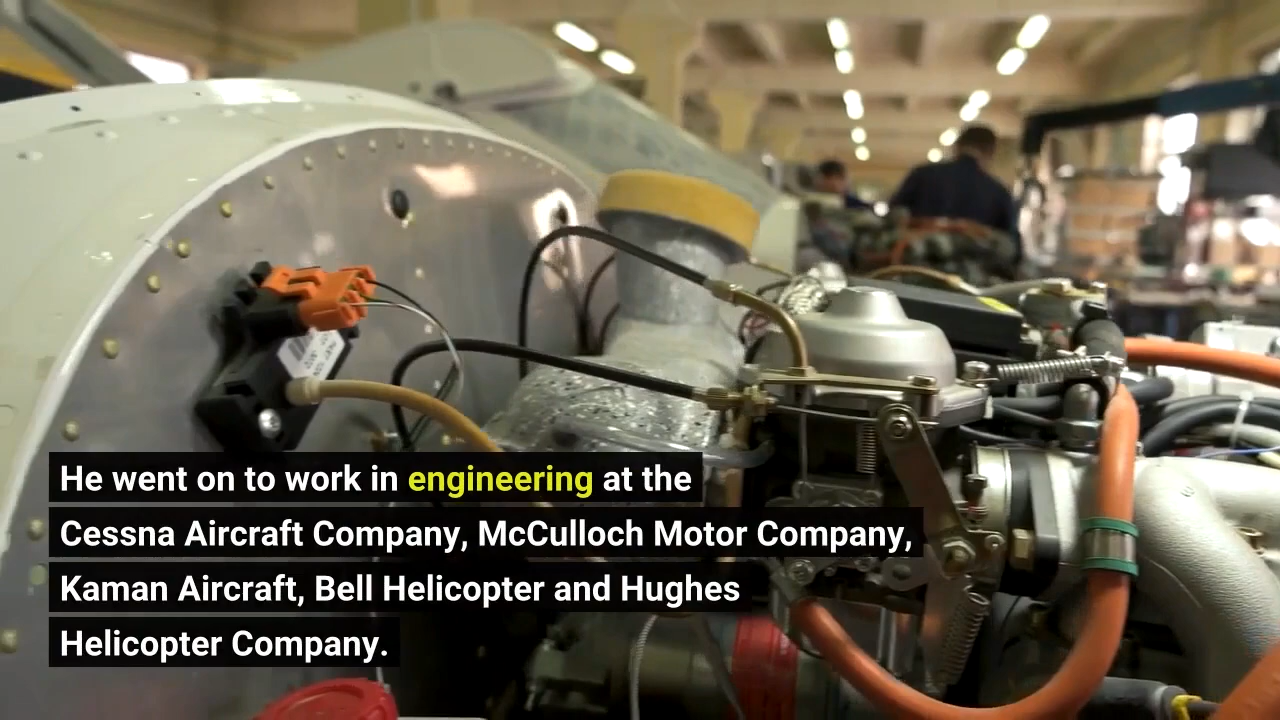 He went on to work in engineering at the
Cessna Aircraft Company, McCulloch Motor Company,
Kaman Aircraft, Bell Helicopter and Hughes
Helicopter Company.